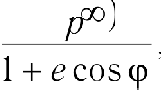 p^{∞)}
1 + e cos φ ,